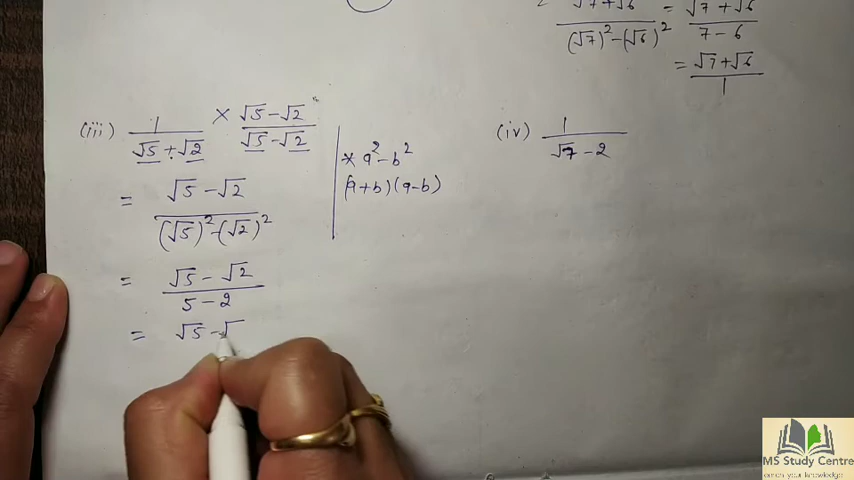 √7+√6 = √7+√6
(√7)²-(√6)² 7-6
= √7+√6
1
(iii) 1 × √5-√2
√5+√2 √5-√2
= √5-√2
(√5)²-(√2)²
= √5-√2
5-2
= √5-√
* a²-b²
(a+b)(a-b)
(iv) 1
√7-2
MS Study Centre